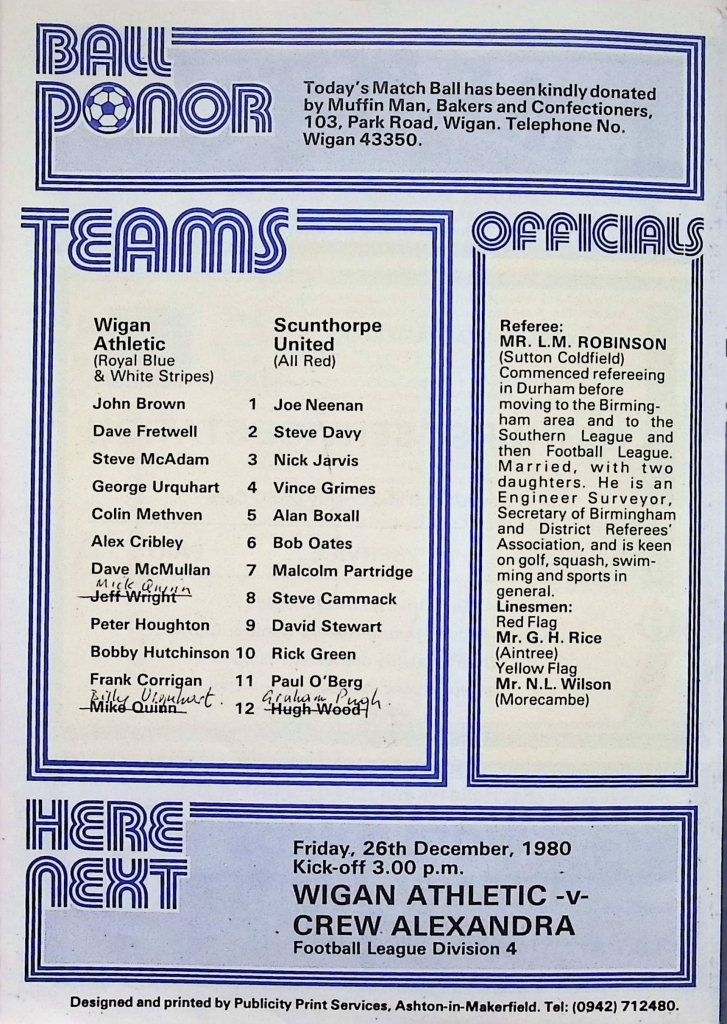 BALL
DONOR
Today's Match Ball has been kindly donated
by Muffin Man, Bakers and Confectioners,
103, Park Road, Wigan. Telephone No.
Wigan 43350.
TEAMS
Wigan
Athletic
(Royal Blue
& White Stripes)
Scunthorpe
United
(All Red)
John Brown 1 Joe Neenan
Dave Fretwell 2 Steve Davy
Steve McAdam 3 Nick Jarvis
George Urquhart 4 Vince Grimes
Colin Methven 5 Alan Boxall
Alex Cribley 6 Bob Oates
Dave McMullan 7 Malcolm Partridge
Mick Quinn
Jeff Wright 8 Steve Cammack
Peter Houghton 9 David Stewart
Bobby Hutchinson 10 Rick Green
Frank Corrigan 11 Paul O'Berg
Billy Urquhart. Graham Pugh.
Mike Quinn 12 Hugh Wood
OFFICIALS
Referee:
MR. L.M. ROBINSON
(Sutton Coldfield)
Commenced refereeing
in Durham before
moving to the Birming-
ham area and to the
Southern League and
then Football League.
Married, with two
daughters. He is an
Engineer Surveyor,
Secretary of Birmingham
and District Referees'
Association, and is keen
on golf, squash, swim-
ming and sports in
general.
Linesmen:
Red Flag
Mr. G. H. Rice
(Aintree)
Yellow Flag
Mr. N.L. Wilson
(Morecambe)
HERE
NEXT
Friday, 26th December, 1980
Kick-off 3.00 p.m.
WIGAN ATHLETIC -v-
CREW ALEXANDRA
Football League Division 4
Designed and printed by Publicity Print Services, Ashton-in-Makerfield. Tel: (0942) 712480.